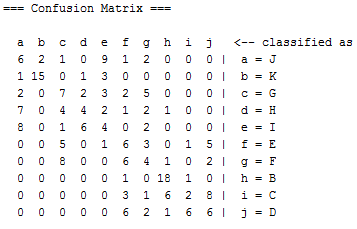 === Confusion Matrix ===
a b c d e f g h i j <-- classified as
6 2 1 0 9 1 2 0 0 0 | a = J
1 15 0 1 3 0 0 0 0 0 | b = K
2 0 7 2 3 2 5 0 0 0 | c = G
7 0 4 4 2 1 2 1 0 0 | d = H
8 0 1 6 4 0 2 0 0 0 | e = I
0 0 5 0 1 6 3 0 1 5 | f = E
0 0 8 0 0 6 4 1 0 2 | g = F
0 0 0 0 0 1 0 18 1 0 | h = B
0 0 0 0 0 3 1 6 2 8 | i = C
0 0 0 0 0 6 2 1 6 6 | j = D